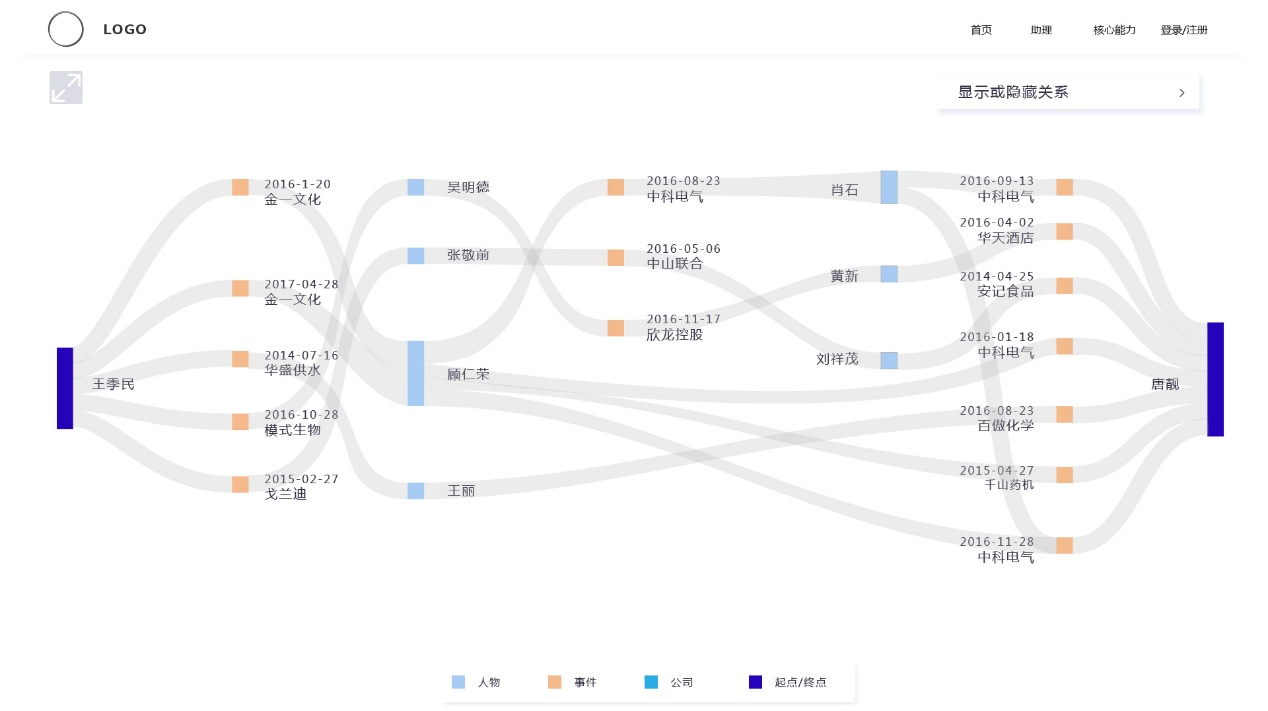 LOGO
首页
助理
核心能力
登录/注册
显示或隐藏关系
王季民
2016-1-20
金一文化
2017-04-28
金一文化
2014-07-16
华盛供水
2016-10-28
模式生物
2015-02-27
戈兰迪
吴明德
张敬前
顾仁荣
王丽
2016-08-23
中科电气
2016-05-06
中山联合
2016-11-17
欣龙控股
肖石
黄新
刘祥茂
2016-09-13
中科电气
2016-04-02
华天酒店
2014-04-25
安记食品
2016-01-18
中科电气
2016-08-23
百傲化学
2015-04-27
千山药机
2016-11-28
中科电气
唐靓
人物
事件
公司
起点/终点